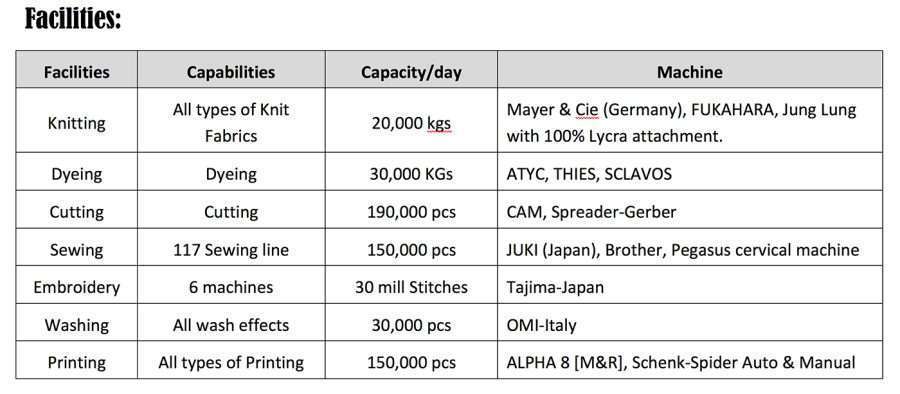 Facilities:
Facilities Capabilities Capacity/day Machine
Knitting All types of Knit Fabrics 20,000 kgs Mayer & Cie (Germany), FUKAHARA, Jung Lung with 100% Lycra attachment.
Dyeing Dyeing 30,000 KGs ATYC, THIES, SCLAVOS
Cutting Cutting 190,000 pcs CAM, Spreader-Gerber
Sewing 117 Sewing line 150,000 pcs JUKI (Japan), Brother, Pegasus cervical machine
Embroidery 6 machines 30 mill Stitches Tajima-Japan
Washing All wash effects 30,000 pcs OMI-Italy
Printing All types of Printing 150,000 pcs ALPHA 8 [M&R], Schenk-Spider Auto & Manual